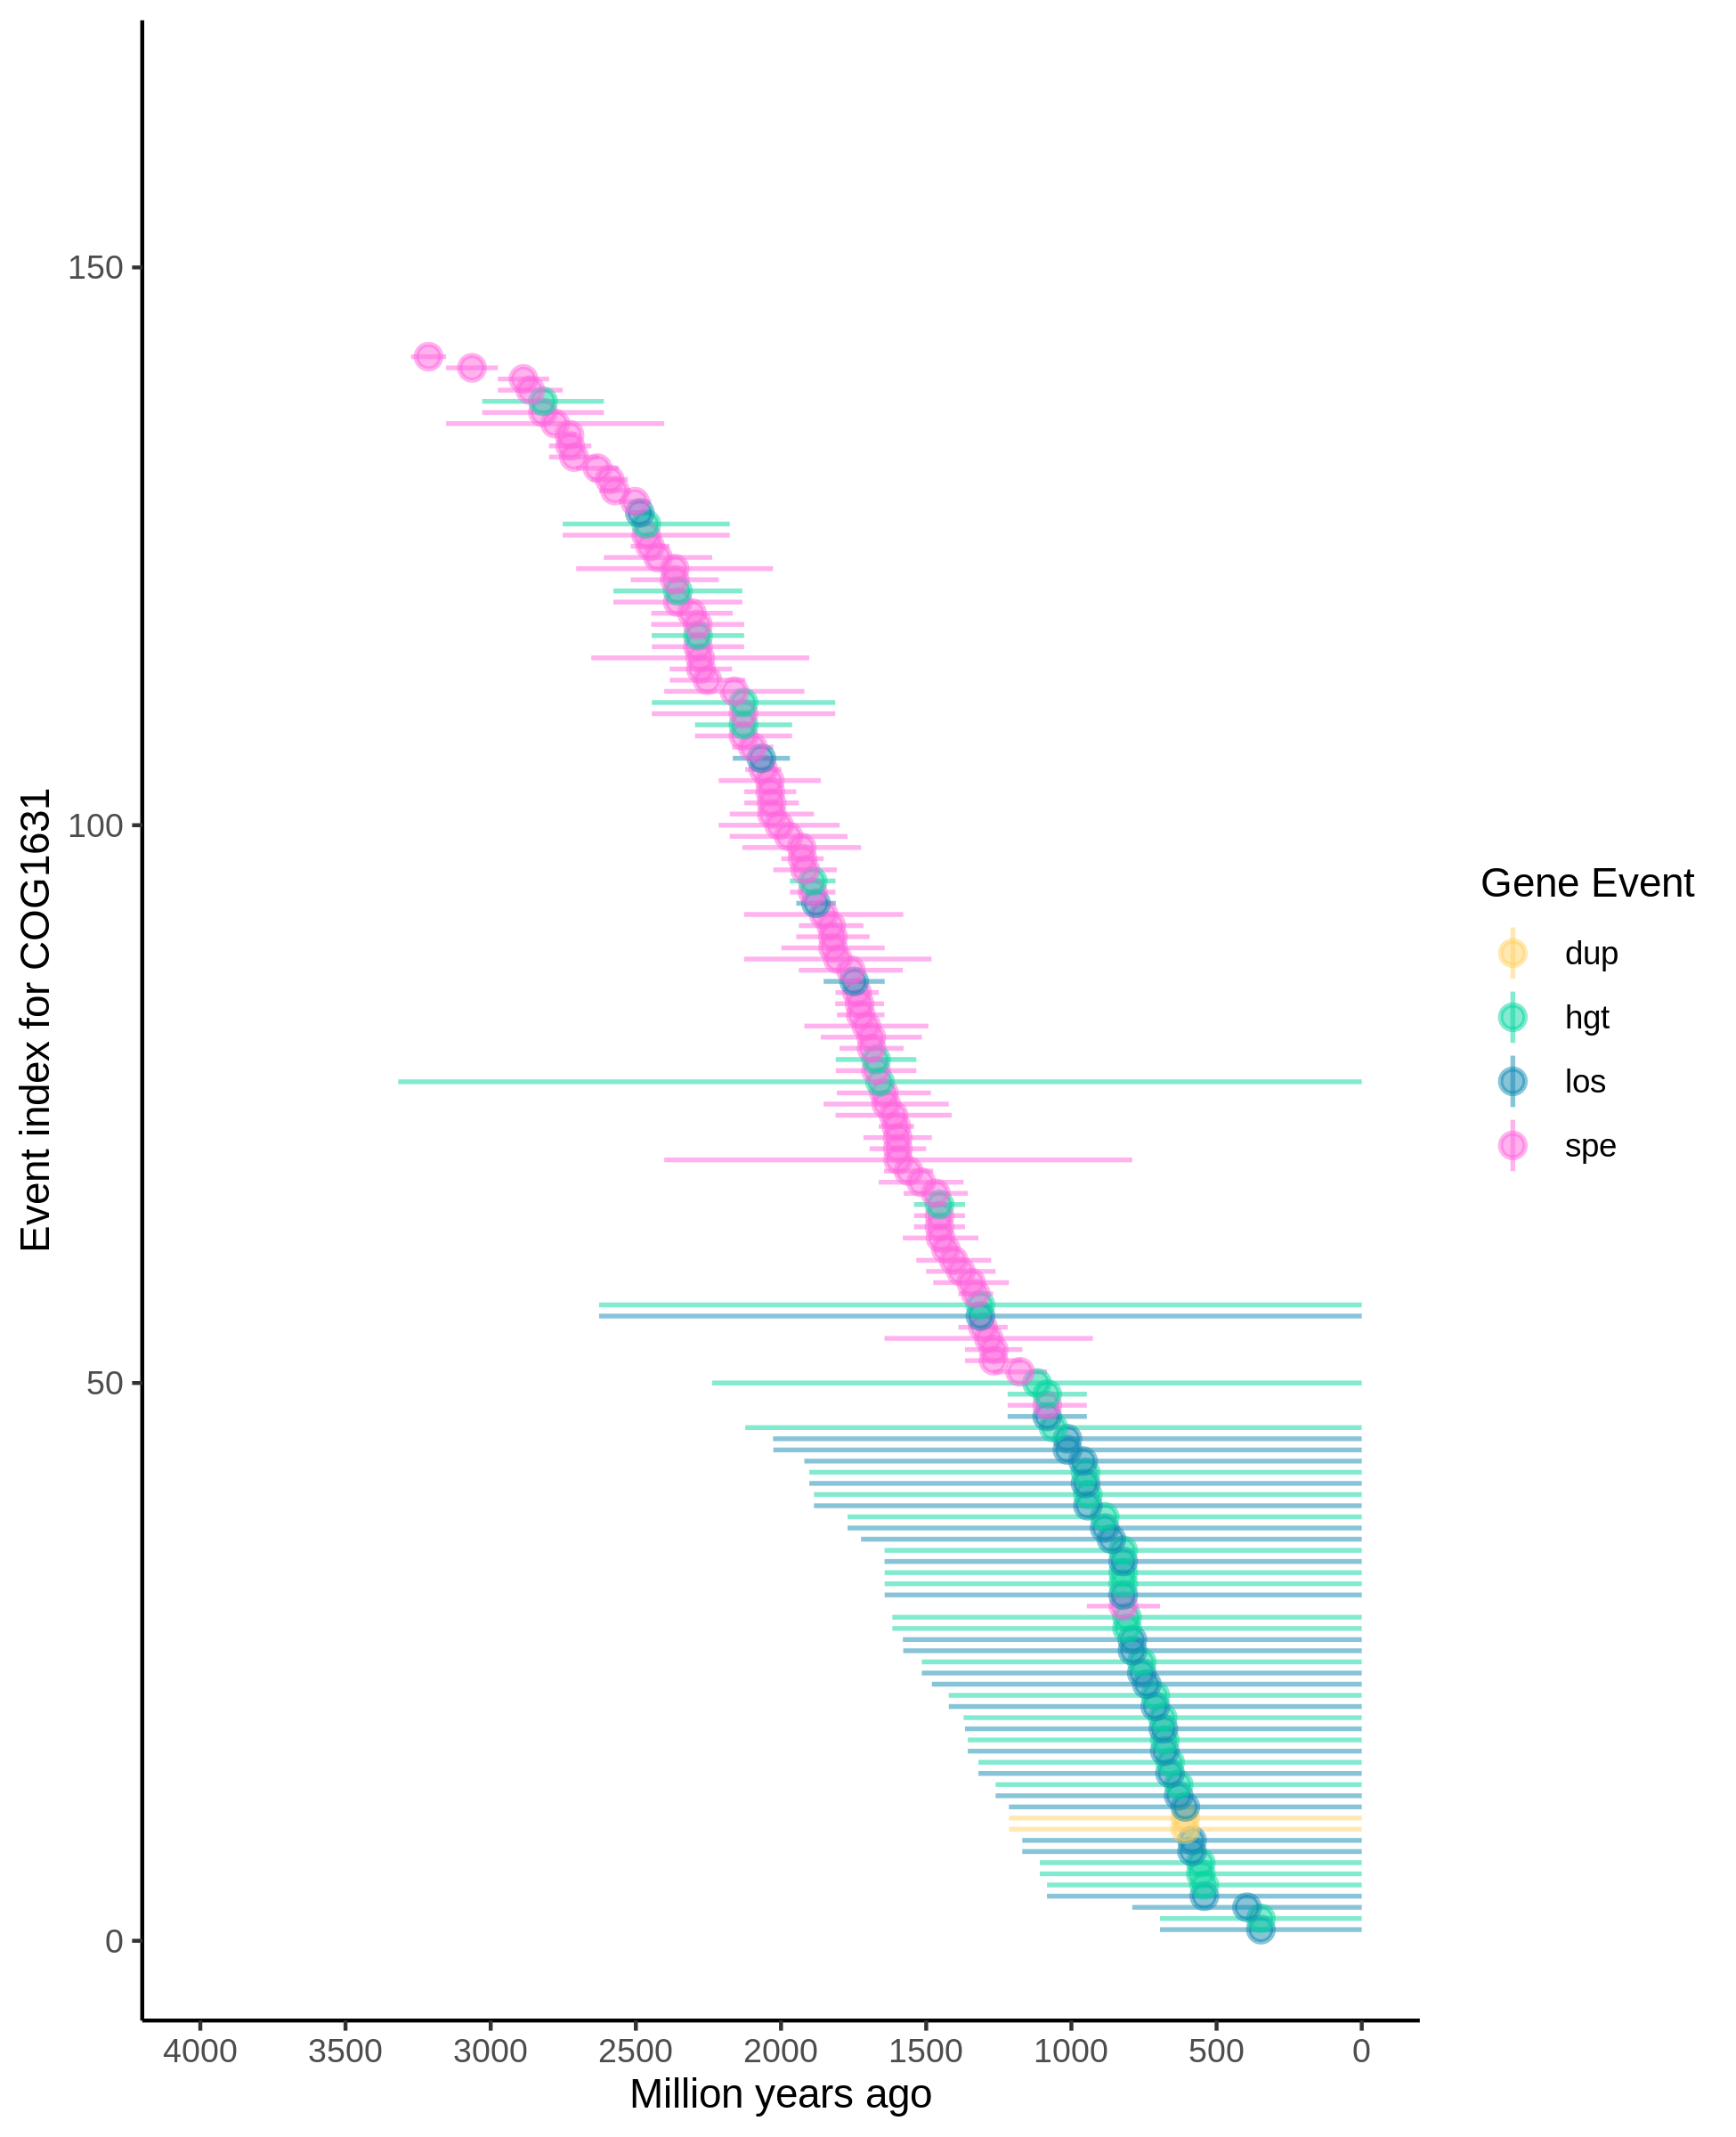 150
100
50
0
Event index for COG1631
4000 3500 3000 2500 2000 1500 1000 500 0
Million years ago
Gene Event
dup
hgt
los
spe